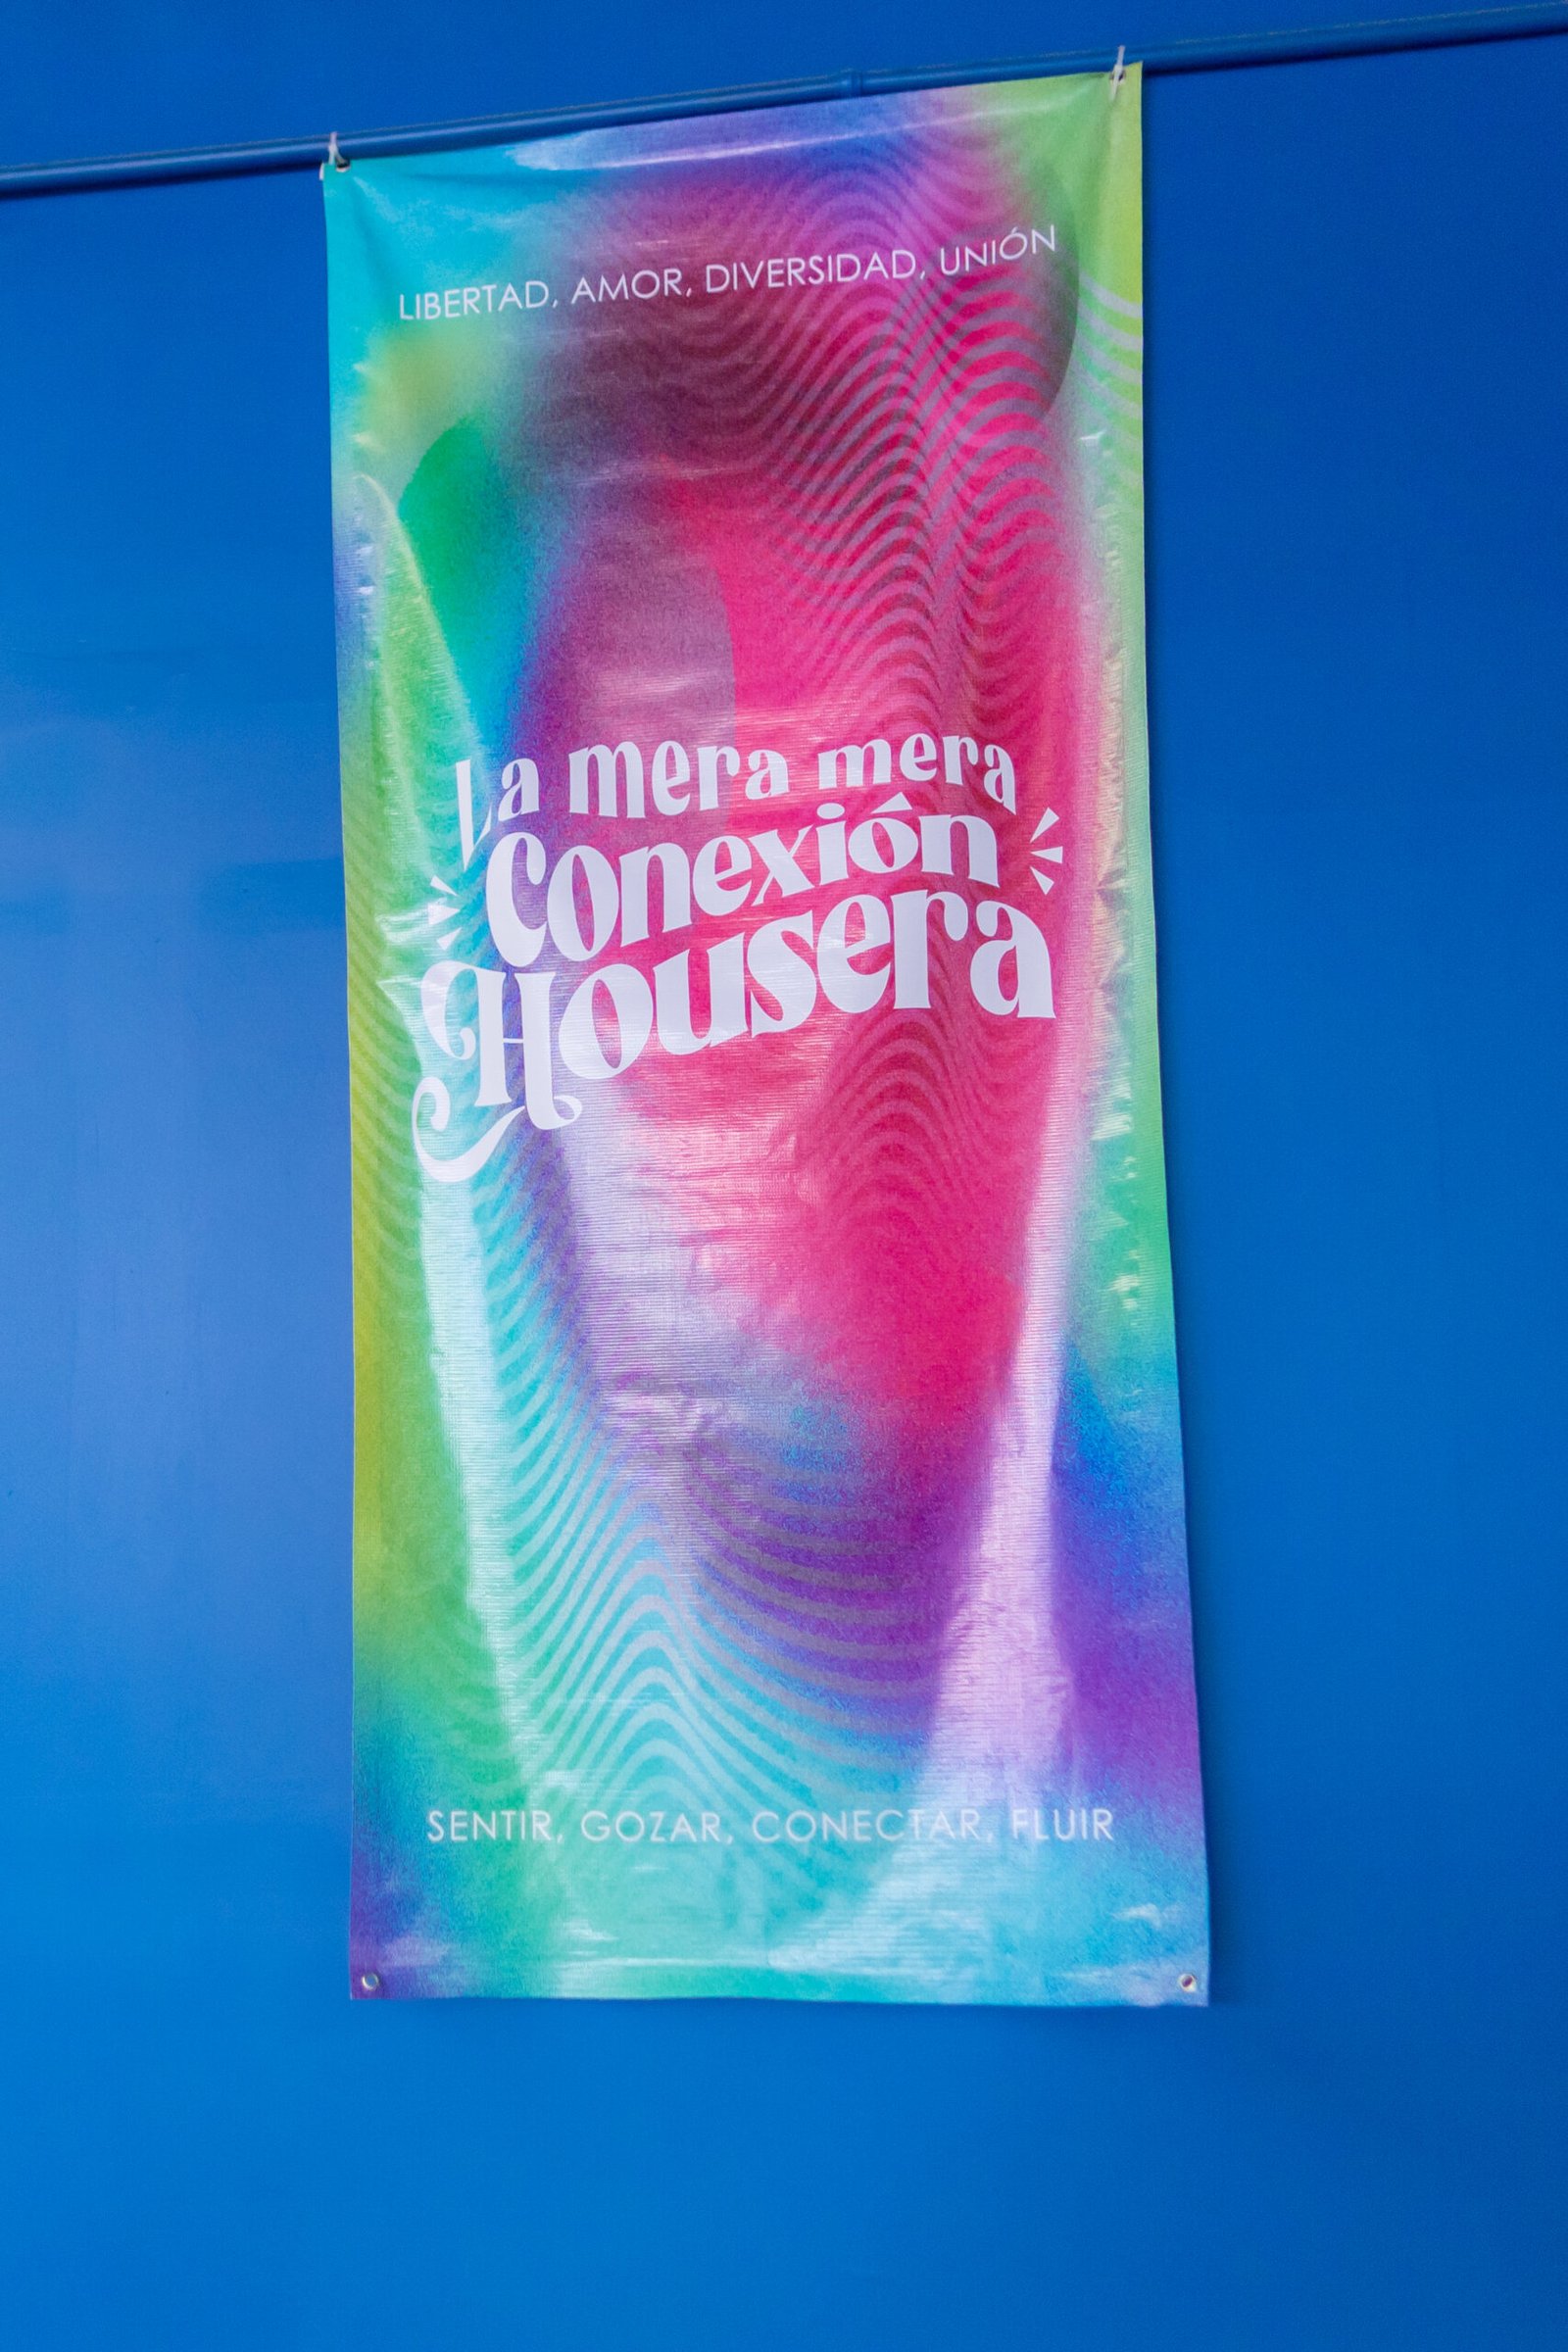 LIBERTAD, AMOR, DIVERSIDAD, UNIÓN
La mera mera
Conexión
Housera
SENTIR, GOZAR, CONECTAR, FLUIR